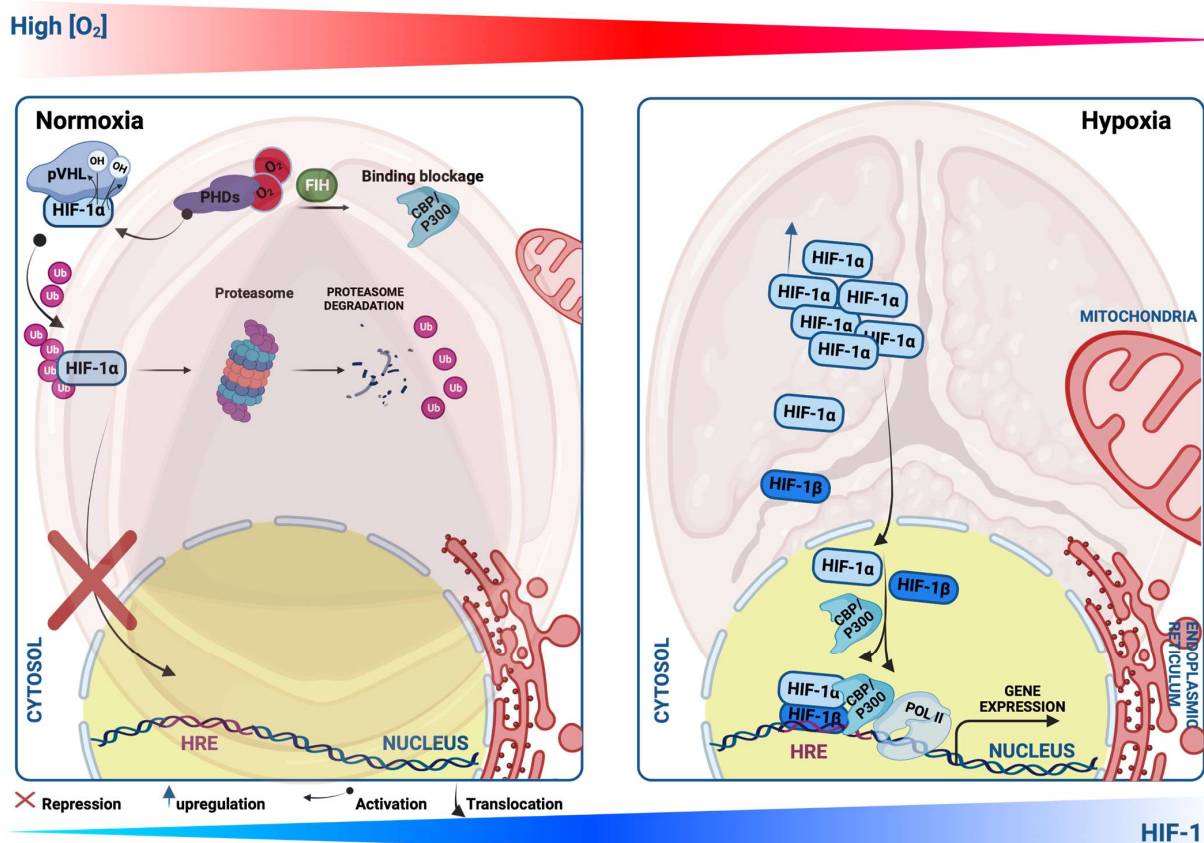 High [O₂]
Normoxia
pVHL
OH
OH
HIF-1α
PHDs
O₂
O₂
FIH
Binding blockage
CBP/
P300
Ub
Ub
Ub
Ub
Ub
Ub
HIF-1α
Proteasome
PROTEASOME
DEGRADATION
Ub
Ub
Ub
Ub
CYTOSOL
HRE
NUCLEUS
Hypoxia
HIF-1α
HIF-1α
HIF-1α
HIF-1α
HIF-1α
HIF-1α
HIF-1α
HIF-1β
MITOCHONDRIA
HIF-1α
HIF-1β
CBP/
P300
HIF-1α
HIF-1β
CBP/
P300
POL II
GENE
EXPRESSION
HRE
NUCLEUS
CYTOSOL
ENDOPLASMIC
RETICULUM
Repression
upregulation
Activation
Translocation
HIF-1